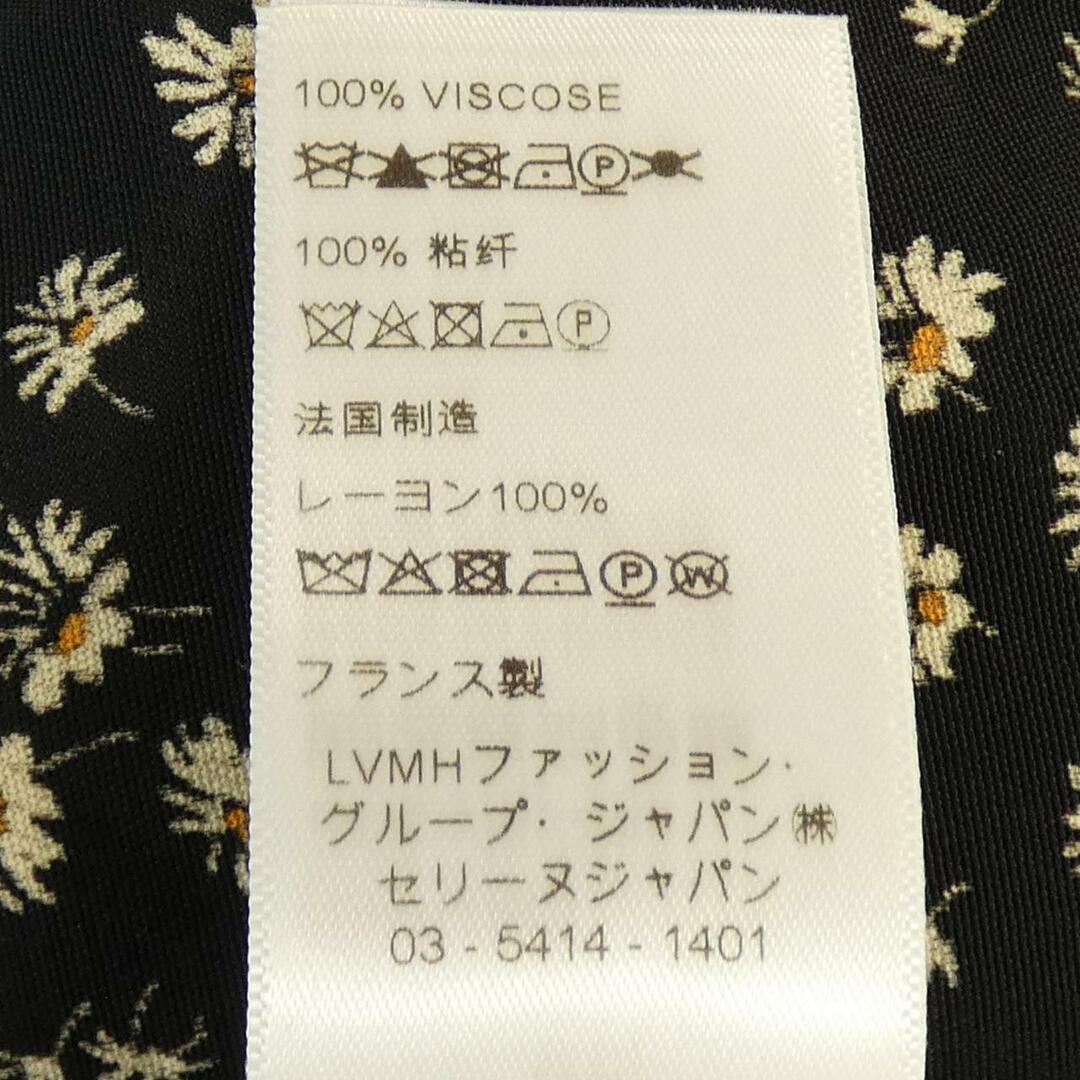 100% VISCOSE
P
100% 粘纤
P
法国制造
レーヨン100%
P W
フランス製
LVMHファッション·
グループ· ジャパン㈱
セリーヌジャパン
03 - 5414 - 1401